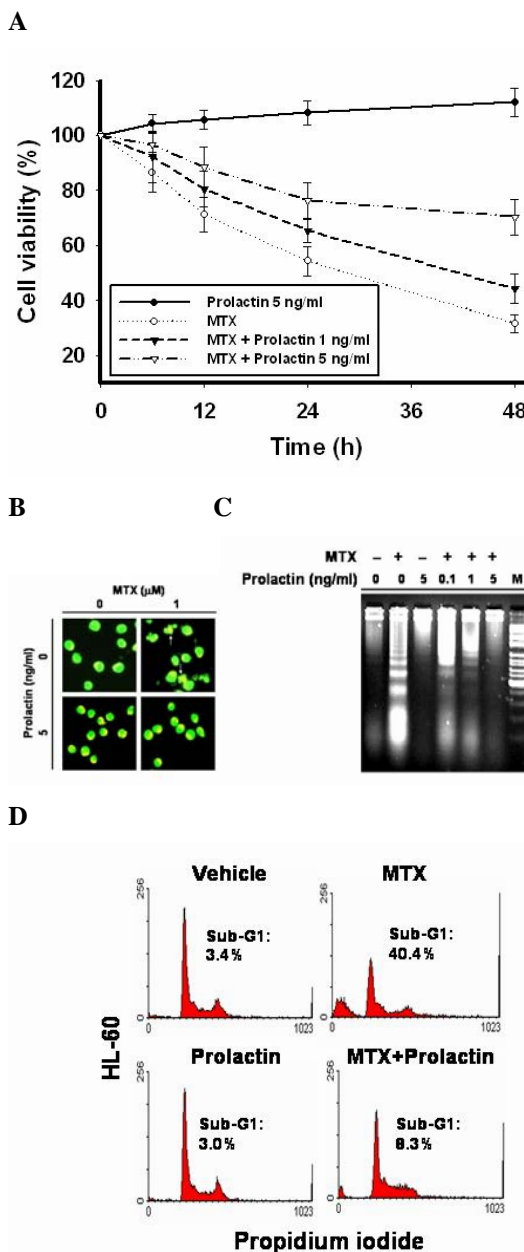 A
120
100
80
60
40
20
Cell viability (%)
Prolactin 5 ng/ml
MTX
MTX + Prolactin 1 ng/ml
MTX + Prolactin 5 ng/ml
0 12 24 36 48
Time (h)
B C
MTX (μM)
0 1
Prolactin (ng/ml)
0
5
MTX – + – + + +
Prolactin (ng/ml) 0 0 5 0.1 1 5 M
D
HL-60
Vehicle
256
0
Sub-G1:
3.4%
0 1023
MTX
256
0
Sub-G1:
40.4%
0 1023
Prolactin
256
0
Sub-G1:
3.0%
0 1023
MTX+Prolactin
256
0
Sub-G1:
8.3%
0 1023
Propidium iodide